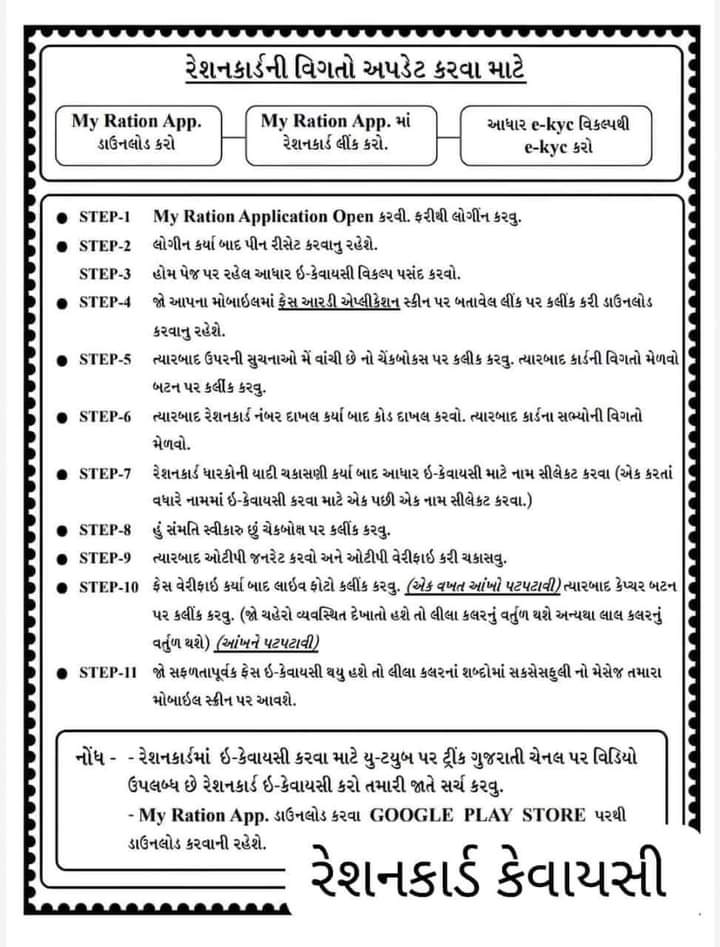 રેશનકાર્ડની વિગતો અપડેટ કરવા માટે
My Ration App.
ડાઉનલોડ કરો
My Ration App. માં
રેશનકાર્ડ લીંક કરો.
આધાર e-kyc વિકલ્પથી
e-kyc કરો
● STEP-1 My Ration Application Open કરવી. ફરીથી લોગીંન કરવુ.
● STEP-2 લોગીન કર્યા બાદ પીન રીસેટ કરવાનુ રહેશે.
STEP-3 હોમ પેજ પર રહેલ આધાર ઇ-કેવાયસી વિકલ્પ પસંદ કરવો.
● STEP-4 જો આપના મોબાઇલમાં ફેસ આરડી એપ્લીકેશન સ્કીન પર બતાવેલ લીંક પર કલીંક કરી ડાઉનલોડ
કરવાનુ રહેશે.
● STEP-5 ત્યારબાદ ઉપરની સુચનાઓ મેં વાંચી છે નો ચેંકબોકસ પર કલીક કરવુ. ત્યારબાદ કાર્ડની વિગતો મેળવો
બટન પર કલીંક કરવુ.
● STEP-6 ત્યારબાદ રેશનકાર્ડ નંબર દાખલ કર્યા બાદ કોડ દાખલ કરવો. ત્યારબાદ કાર્ડના સભ્યોની વિગતો
મેળવો.
● STEP-7 રેશનકાર્ડ ધારકોની યાદી ચકાસણી કર્યા બાદ આધાર ઇ-કેવાયસી માટે નામ સીલેકટ કરવા (એક કરતાં
વધારે નામમાં ઇ-કેવાયસી કરવા માટે એક પછી એક નામ સીલેકટ કરવા.)
● STEP-8 હું સંમતિ સ્વીકારુ છું ચેકબોક્ષ પર કલીંક કરવુ.
● STEP-9 ત્યારબાદ ઓટીપી જનરેટ કરવો અને ઓટીપી વેરીફાઇ કરી ચકાસવુ.
● STEP-10 ફેસ વેરીફાઇ કર્યા બાદ લાઇવ ફોટો કલીંક કરવુ. (એક વખત આંખો પટપટાવી) ત્યારબાદ કેપ્ચર બટન
પર કલીંક કરવુ. (જો ચહેરો વ્યવસ્થિત દેખાતો હશે તો લીલા કલરનું વર્તુળ થશે અન્યથા લાલ કલરનું
વર્તુળ થશે) (આંખને પટપટાવી)
● STEP-11 જો સફળતાપૂર્વક ફેસ ઇ-કેવાયસી થયુ હશે તો લીલા કલરનાં શબ્દોમાં સકસેસફુલી નો મેસેજ તમારા
મોબાઇલ સ્ક્રીન પર આવશે.
નોંધ - - રેશનકાર્ડમાં ઇ-કેવાયસી કરવા માટે યુ-ટયુબ પર ટ્રીંક ગુજરાતી ચેનલ પર વિડિયો
ઉપલબ્ધ છે રેશનકાર્ડ ઇ-કેવાયસી કરો તમારી જાતે સર્ચ કરવુ.
- My Ration App. ડાઉનલોડ કરવા GOOGLE PLAY STORE પરથી
ડાઉનલોડ કરવાની રહેશે.
રેશનકાર્ડ કેવાયસી